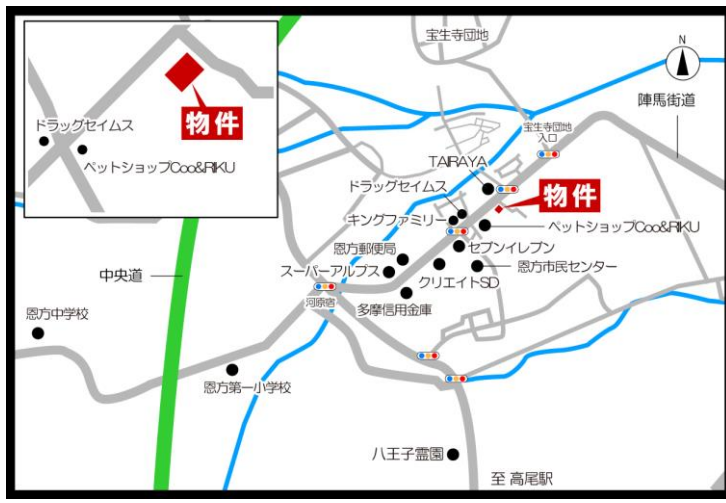 宝生寺団地
N
陣馬街道
宝生寺団地
入口
TAIRAYA
ドラッグセイムス
物件
キングファミリー
ペットショップCoo&RIKU
恩方郵便局
セブンイレブン
スーパーアルプス
恩方市民センター
クリエイトSD
多摩信用金庫
河原宿
中央道
恩方中学校
恩方第一小学校
八王子霊園
至 高尾駅
物件
ドラッグセイムス
ペットショップCoo&RIKU